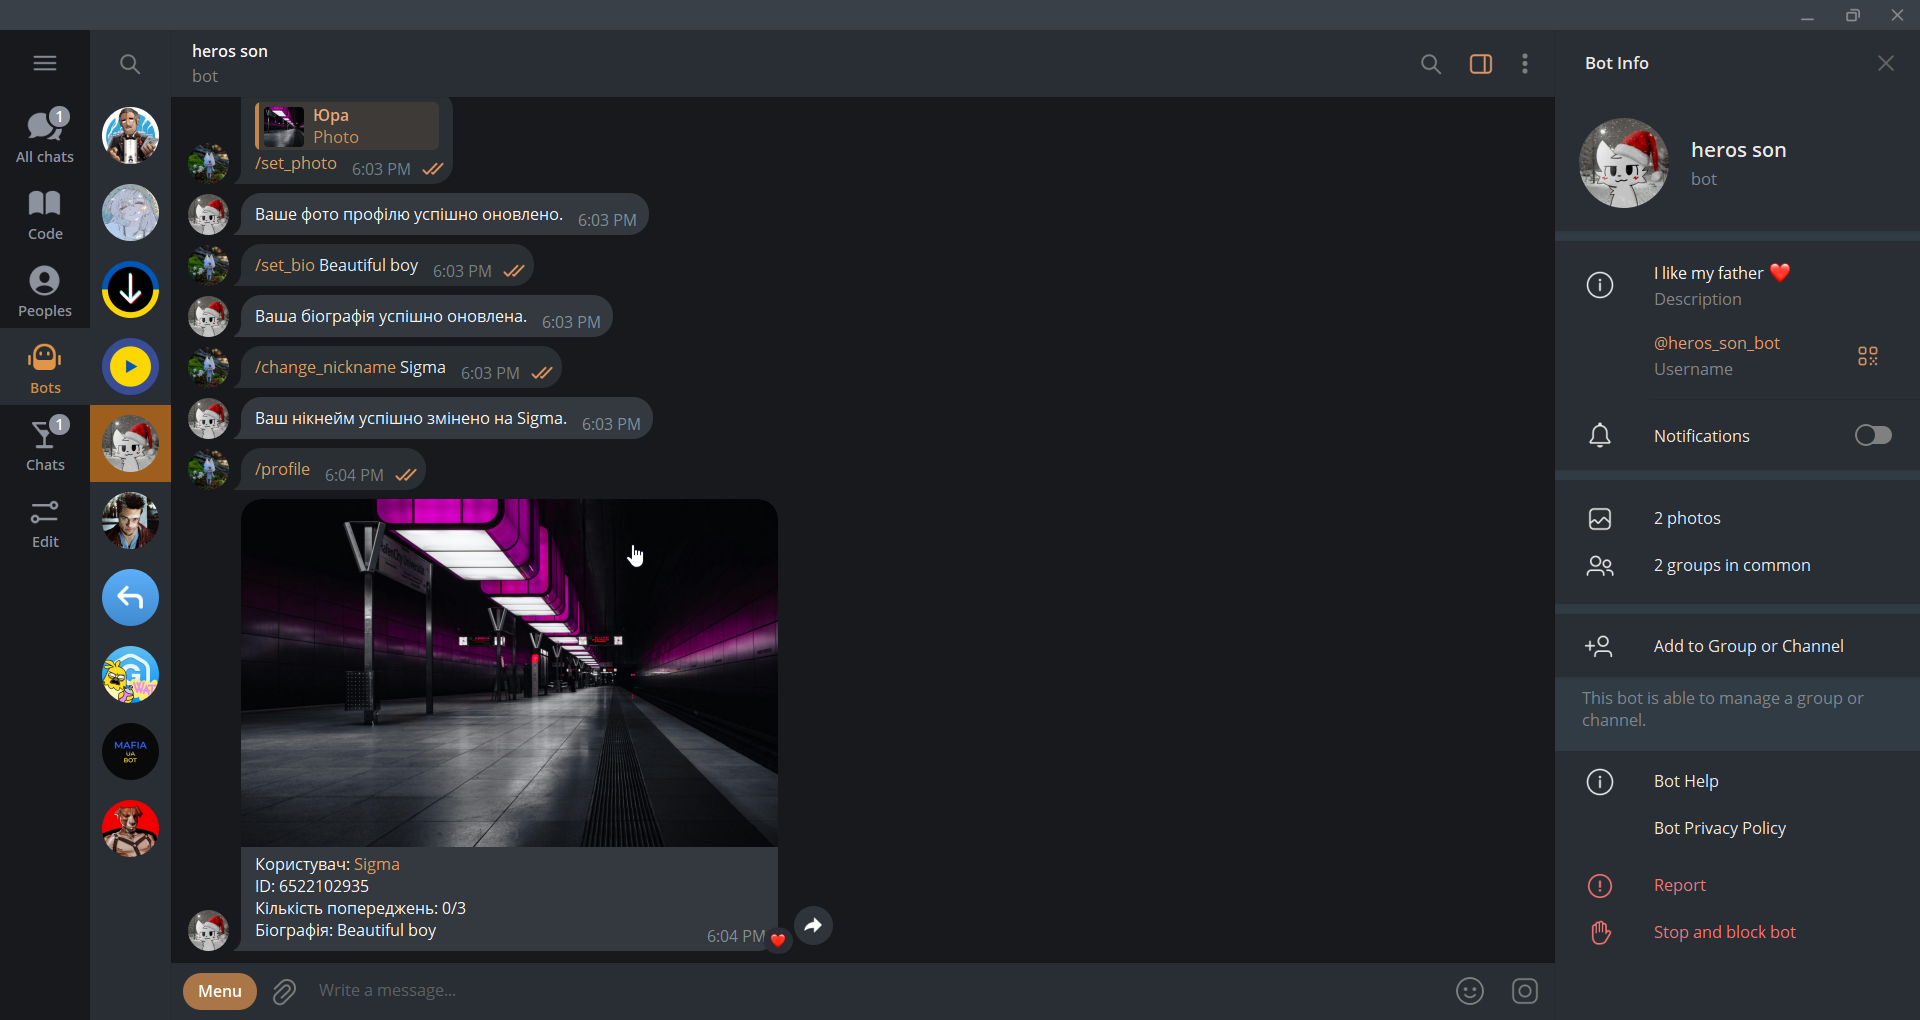 heros son
bot
1
All chats
Code
Peoples
Bots
1
Chats
Edit
MAFIA
UA
BOT
Юра
Photo
/set_photo 6:03 PM
Ваше фото профілю успішно оновлено. 6:03 PM
/set_bio Beautiful boy 6:03 PM
Ваша біографія успішно оновлена. 6:03 PM
/change_nickname Sigma 6:03 PM
Ваш нікнейм успішно змінено на Sigma. 6:03 PM
/profile 6:04 PM
Користувач: Sigma
ID: 6522102935
Кількість попереджень: 0/3
Біографія: Beautiful boy
6:04 PM
Menu
Write a message...
Bot Info
heros son
bot
I like my father ❤️
Description
@heros_son_bot
Username
Notifications
2 photos
2 groups in common
Add to Group or Channel
This bot is able to manage a group or
channel.
Bot Help
Bot Privacy Policy
Report
Stop and block bot